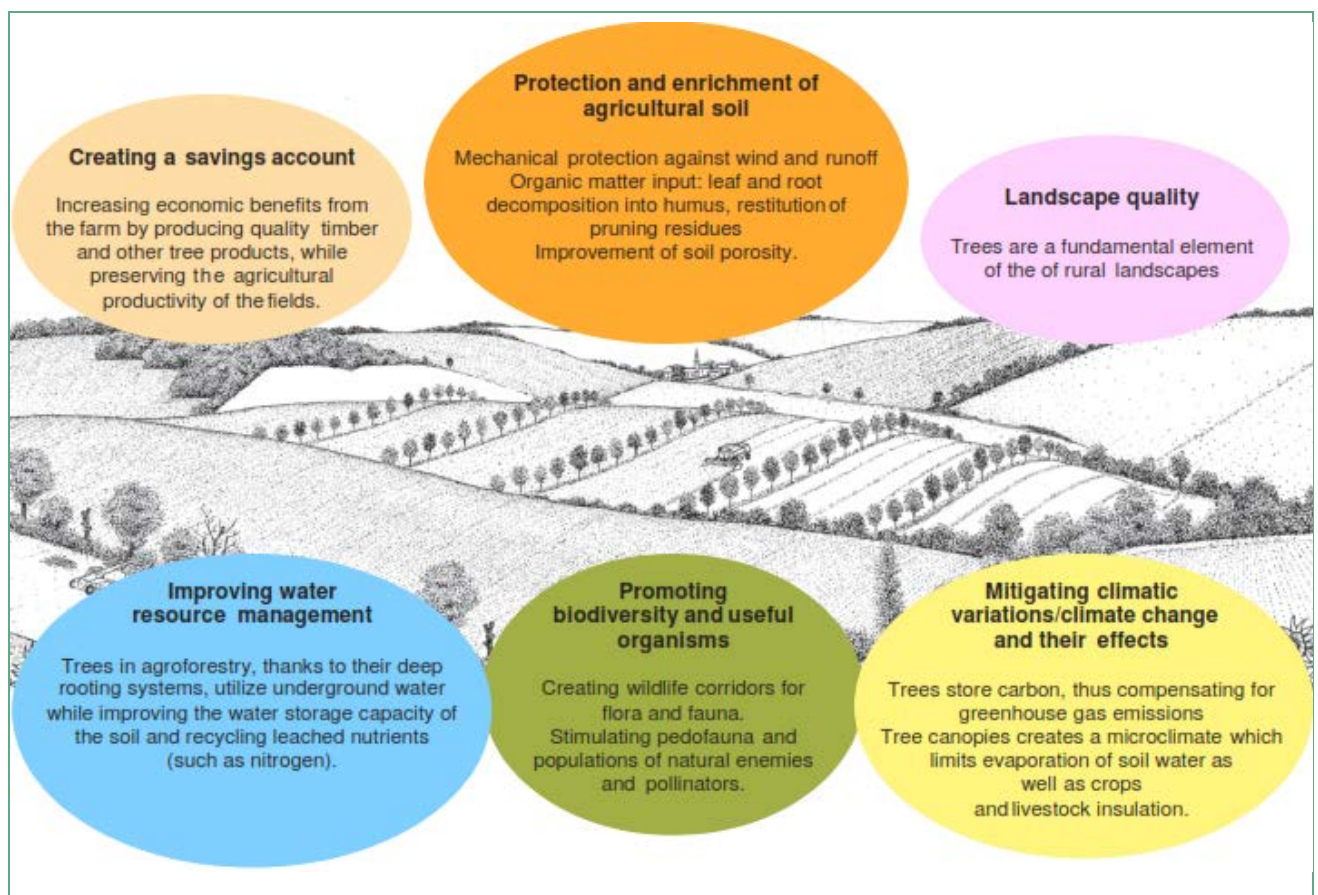 Creating a savings account
Increasing economic benefits from
the farm by producing quality timber
and other tree products, while
preserving the agricultural
productivity of the fields.
Protection and enrichment of
agricultural soil
Mechanical protection against wind and runoff
Organic matter input: leaf and root
decomposition into humus, restitution of
pruning residues
Improvement of soil porosity.
Landscape quality
Trees are a fundamental element
of the of rural landscapes
Improving water
resource management
Trees in agroforestry, thanks to their deep
rooting systems, utilize underground water
while improving the water storage capacity of
the soil and recycling leached nutrients
(such as nitrogen).
Promoting
biodiversity and useful
organisms
Creating wildlife corridors for
flora and fauna.
Stimulating pedofauna and
populations of natural enemies
and pollinators.
Mitigating climatic
variations/climate change
and their effects
Trees store carbon, thus compensating for
greenhouse gas emissions
Tree canopies creates a microclimate which
limits evaporation of soil water as
well as crops
and livestock insulation.